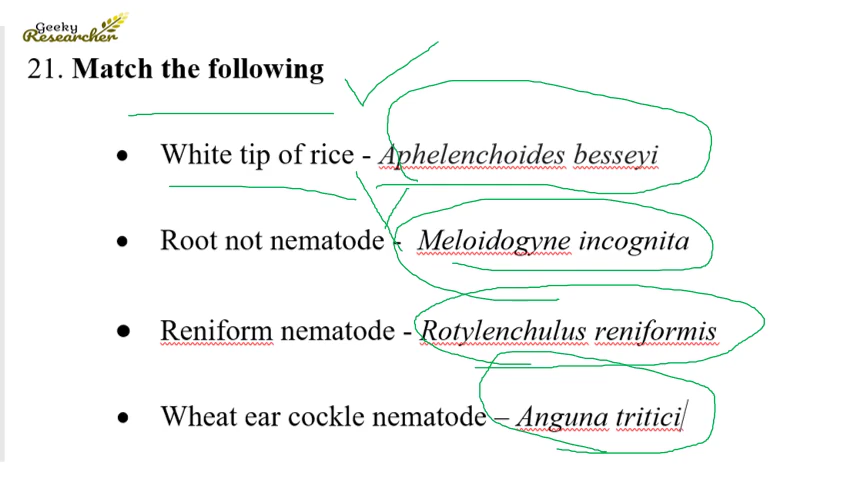 Geeky
Researcher
21. Match the following
• White tip of rice - Aphelenchoides besseyi
• Root not nematode - Meloidogyne incognita
• Reniform nematode - Rotylenchulus reniformis
• Wheat ear cockle nematode – Anguna tritici